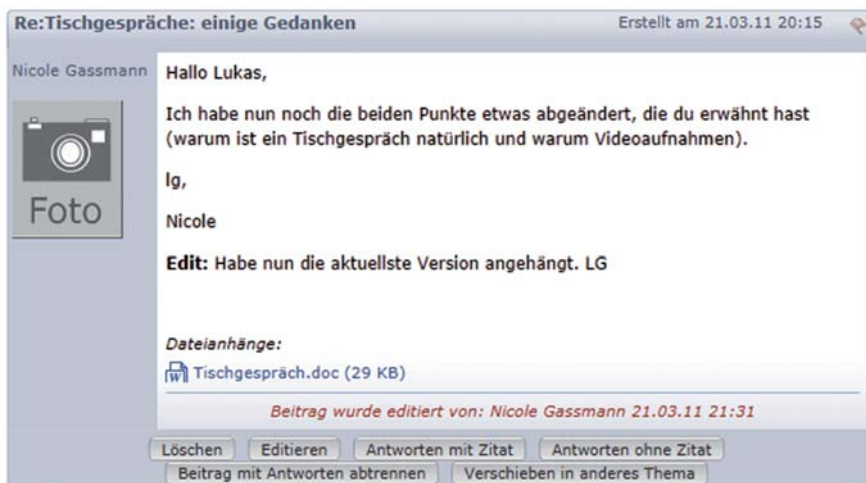 Re:Tischgespräche: einige Gedanken
Erstellt am 21.03.11 20:15
Nicole Gassmann
Hallo Lukas,
Ich habe nun noch die beiden Punkte etwas abgeändert, die du erwähnt hast
(warum ist ein Tischgespräch natürlich und warum Videoaufnahmen).
lg,
Foto
Nicole
Edit: Habe nun die aktuellste Version angehängt. LG
Dateianhänge:
Tischgespräch.doc (29 KB)
Beitrag wurde editiert von: Nicole Gassmann 21.03.11 21:31
Löschen Editieren Antworten mit Zitat Antworten ohne Zitat
Beitrag mit Antworten abtrennen Verschieben in anderes Thema